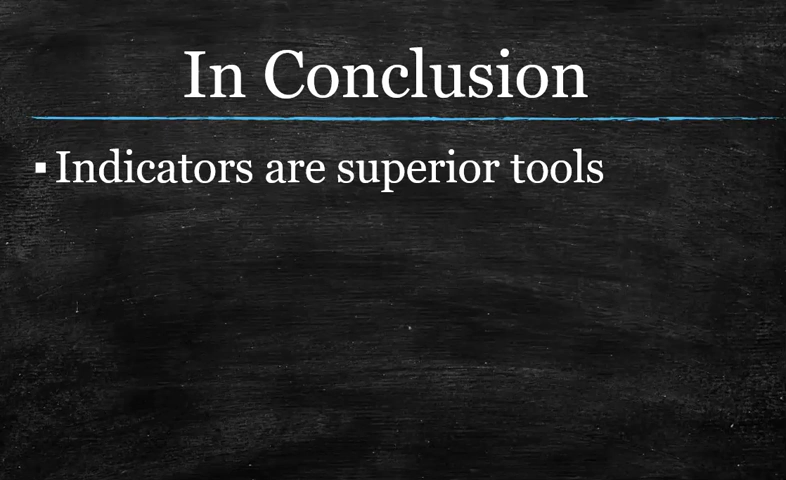 In Conclusion
▪ Indicators are superior tools